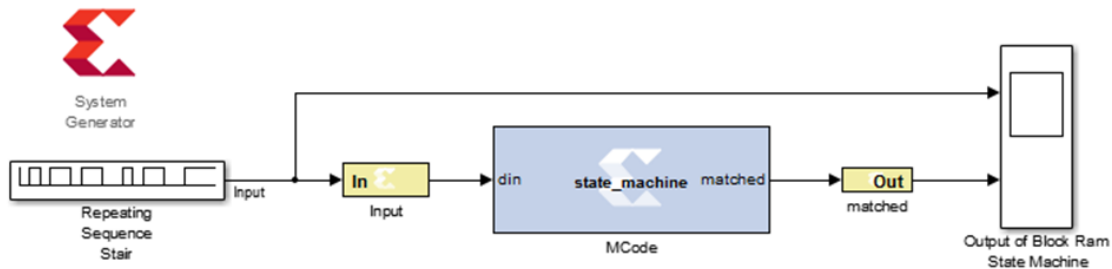 System
Generator
Input
Repeating
Sequence
Stair
In
Input
din
state_machine
matched
MCode
Out
matched
Output of Block Ram
State Machine